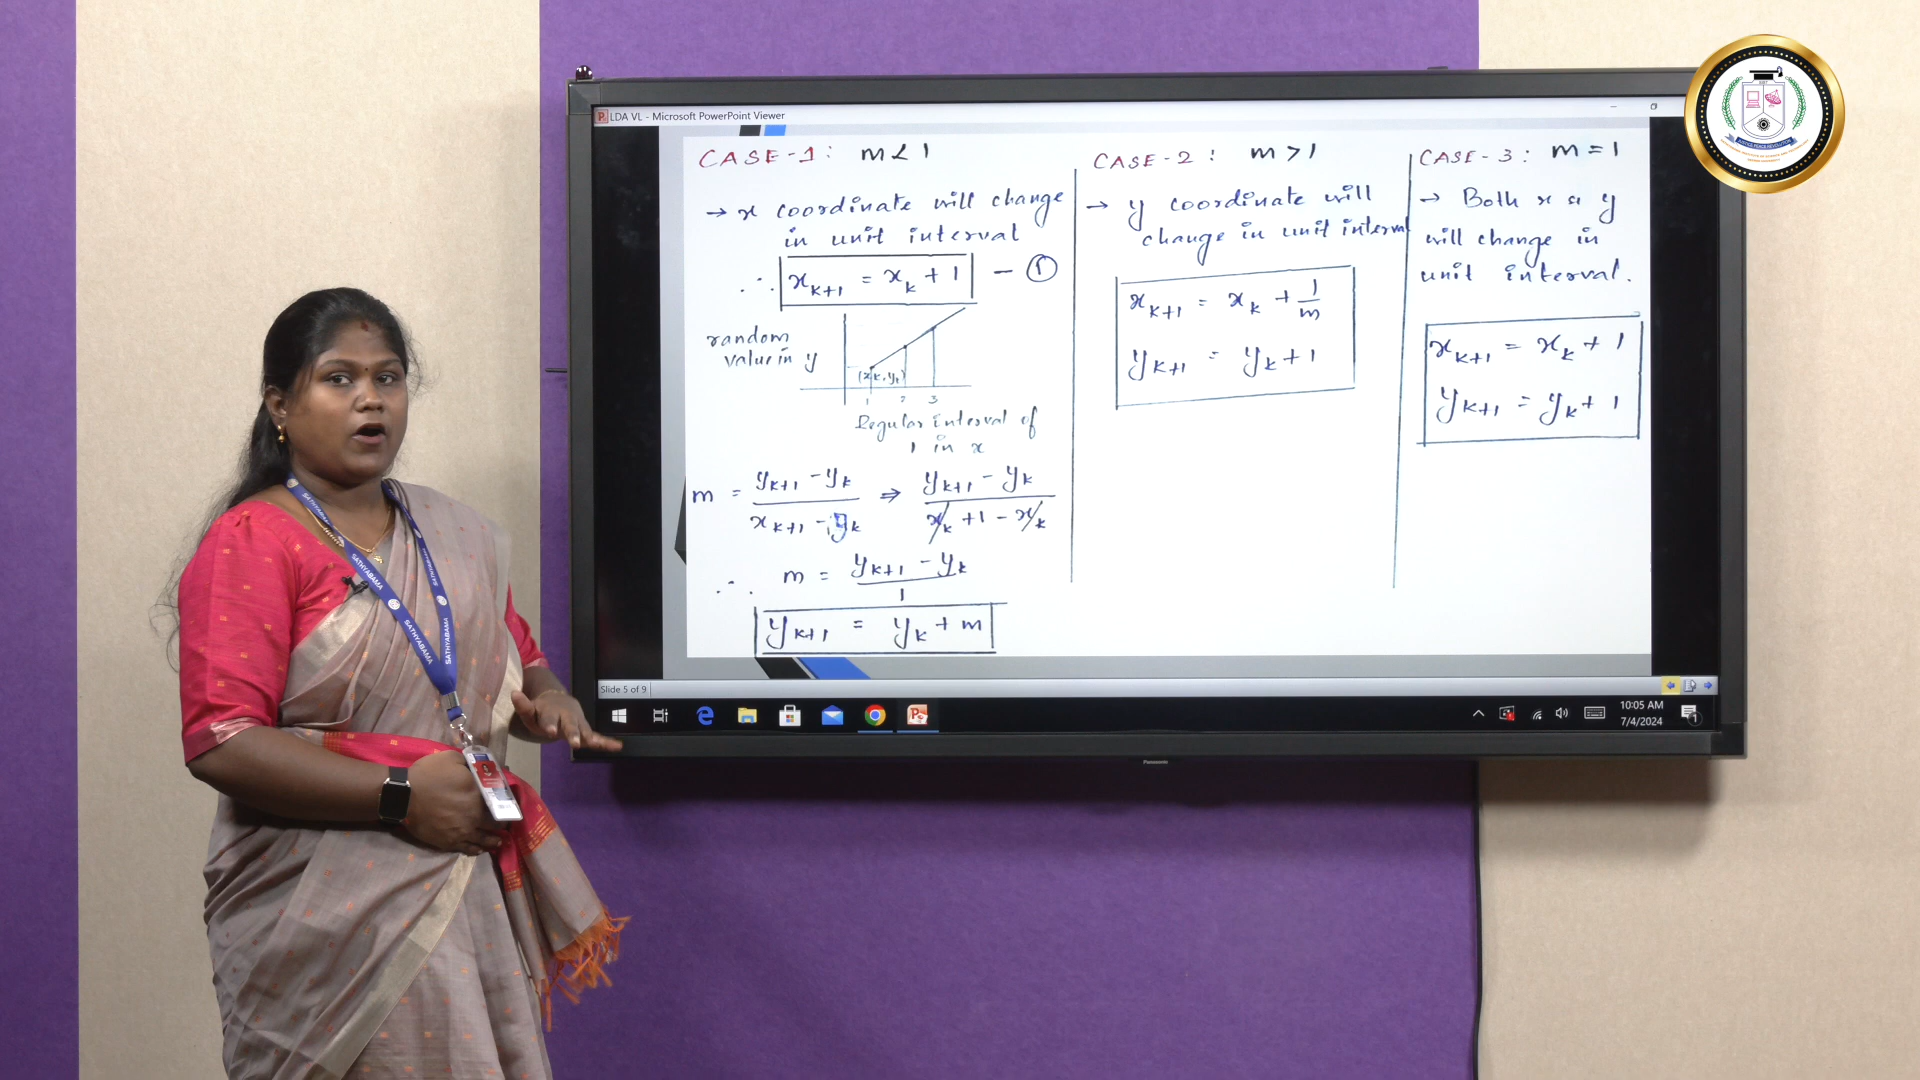 LDA VL - Microsoft PowerPoint Viewer
CASE-1: m < 1
→ x coordinate will change
in unit interval
∴ x_{k+1} = x_k + 1 — ①
random
value in y
(x_k, y_k)
1 2 3
Regular interval of
1 in x
m = (y_{k+1} - y_k) / (x_{k+1} - y_k) ⇒ (y_{k+1} - y_k) / (x_k + 1 - x_k)
∴ m = (y_{k+1} - y_k) / 1
y_{k+1} = y_k + m
CASE-2: m > 1
→ y coordinate will
change in unit interval
x_{k+1} = x_k + 1/m
y_{k+1} = y_k + 1
CASE-3: m = 1
→ Both x & y
will change in
unit interval.
x_{k+1} = x_k + 1
y_{k+1} = y_k + 1
Slide 5 of 9
10:05 AM
7/4/2024
Panasonic
SATHYABAMA
SATHYABAMA
SATHYABAMA
SATHYABAMA